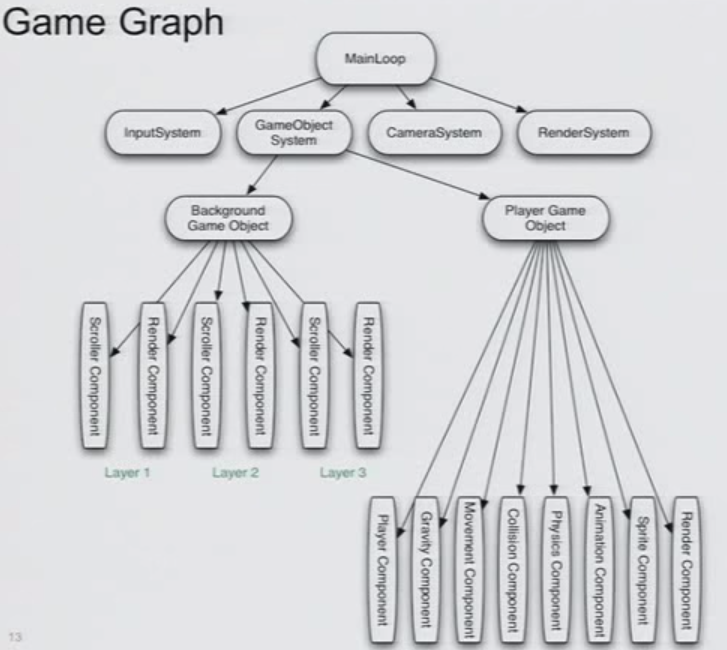 Game Graph
MainLoop
InputSystem
GameObject
System
CameraSystem
RenderSystem
Background
Game Object
Player Game
Object
Scroller Component
Render Component
Scroller Component
Render Component
Scroller Component
Render Component
Layer 1
Layer 2
Layer 3
Player Component
Gravity Component
Movement Component
Collision Component
Physics Component
Animation Component
Sprite Component
Render Component
13